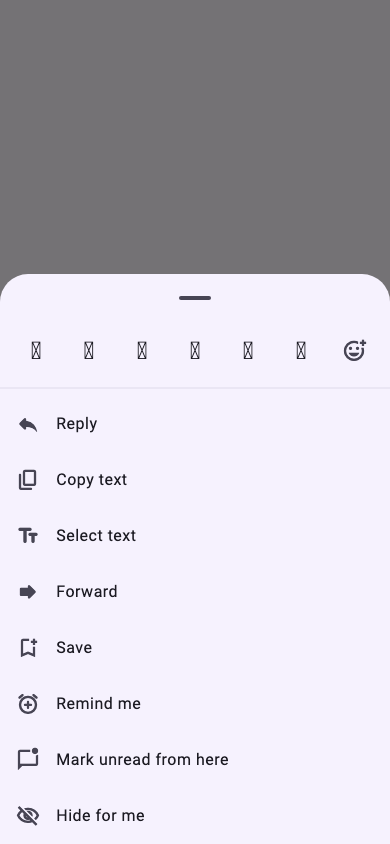 Reply
Copy text
Select text
Forward
Save
Remind me
Mark unread from here
Hide for me